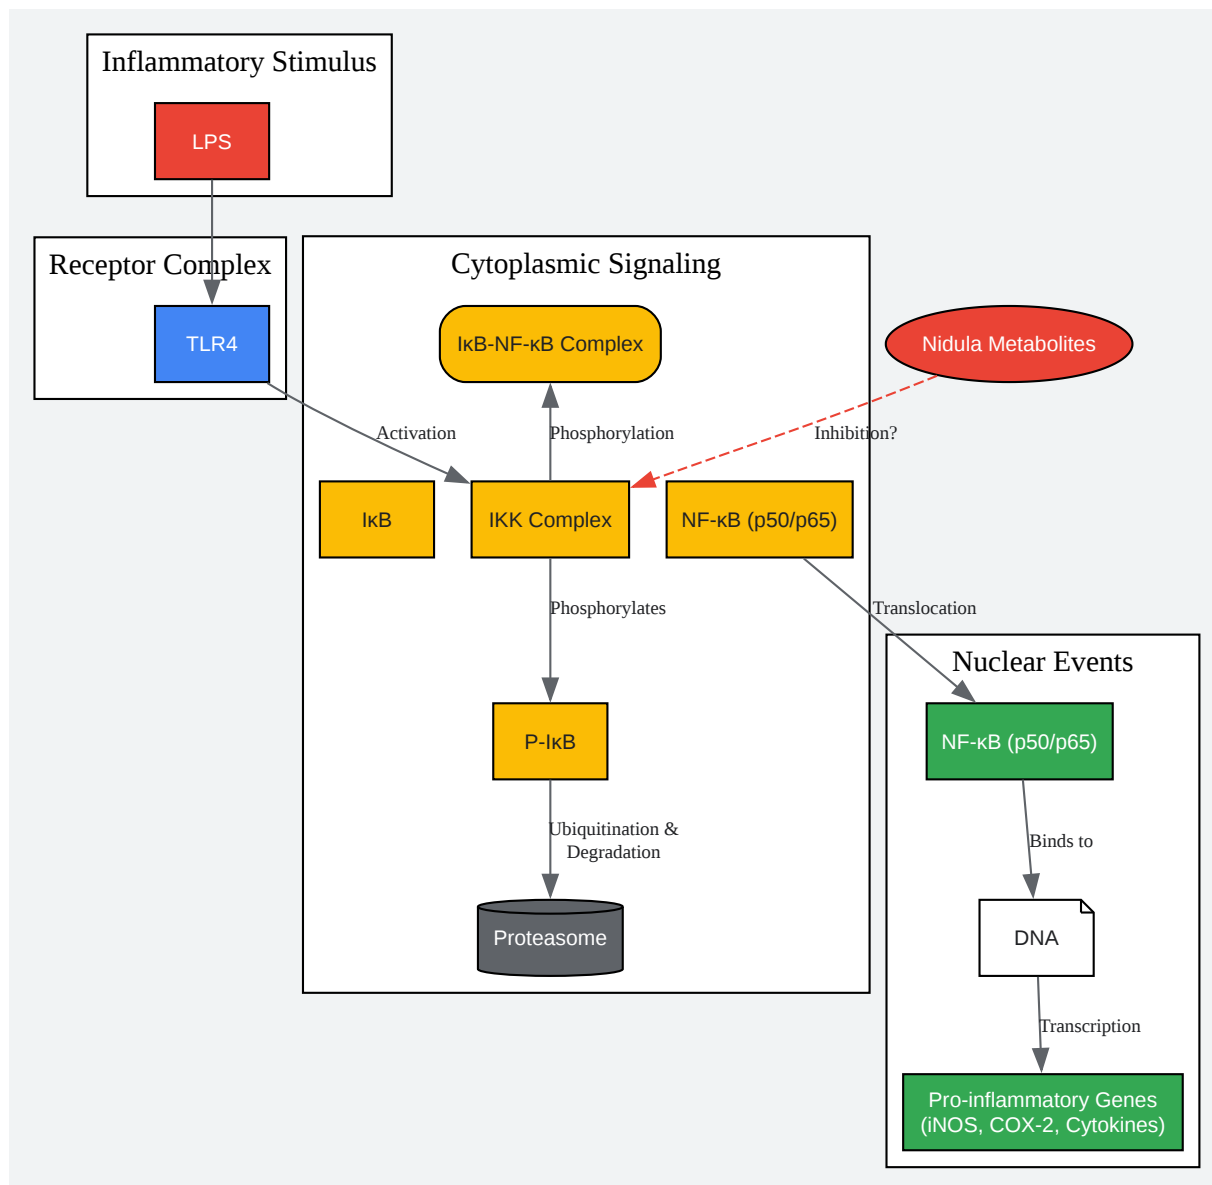 Inflammatory Stimulus
LPS
Receptor Complex
TLR4
Cytoplasmic Signaling
IκB-NF-κB Complex
Nidula Metabolites
Activation
Phosphorylation
Inhibition?
IκB
IKK Complex
NF-κB (p50/p65)
Phosphorylates
Translocation
Nuclear Events
P-IκB
NF-κB (p50/p65)
Ubiquitination &
Degradation
Binds to
Proteasome
DNA
Transcription
Pro-inflammatory Genes
(iNOS, COX-2, Cytokines)